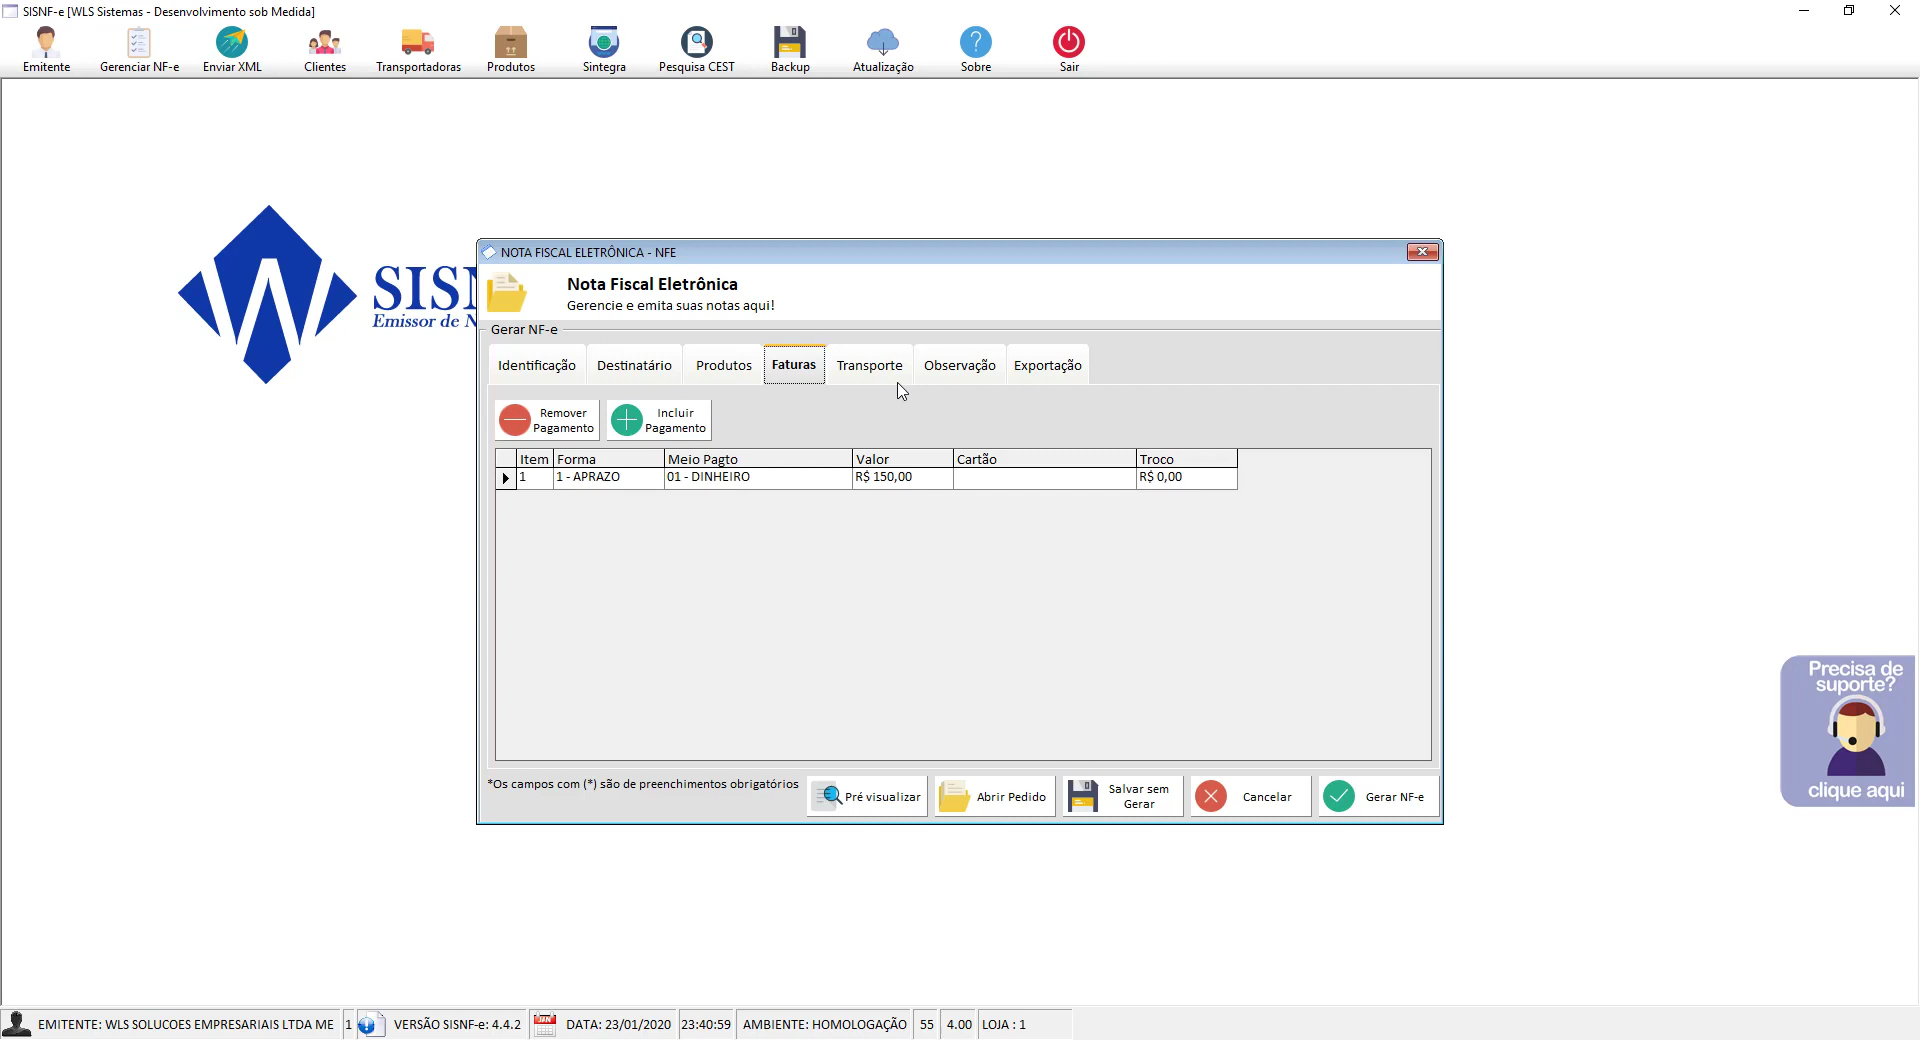 SISNF-e [WLS Sistemas - Desenvolvimento sob Medida]
Emitente
Gerenciar NF-e
Enviar XML
Clientes
Transportadoras
Produtos
Sintegra
Pesquisa CEST
Backup
Atualização
Sobre
Sair
SISN
Emissor de N
NOTA FISCAL ELETRÔNICA - NFE
Nota Fiscal Eletrônica
Gerencie e emita suas notas aqui!
Gerar NF-e
Identificação
Destinatário
Produtos
Faturas
Transporte
Observação
Exportação
Remover
Pagamento
Incluir
Pagamento
Item Forma Meio Pagto Valor Cartão Troco
1 1 - APRAZO 01 - DINHEIRO R$ 150,00 R$ 0,00
*Os campos com (*) são de preenchimentos obrigatórios
Pré visualizar
Abrir Pedido
Salvar sem
Gerar
Cancelar
Gerar NF-e
Precisa de
suporte?
clique aqui
EMITENTE: WLS SOLUCOES EMPRESARIAIS LTDA ME 1 VERSÃO SISNF-e: 4.4.2 JAN DATA: 23/01/2020 23:40:59 AMBIENTE: HOMOLOGAÇÃO 55 4.00 LOJA : 1